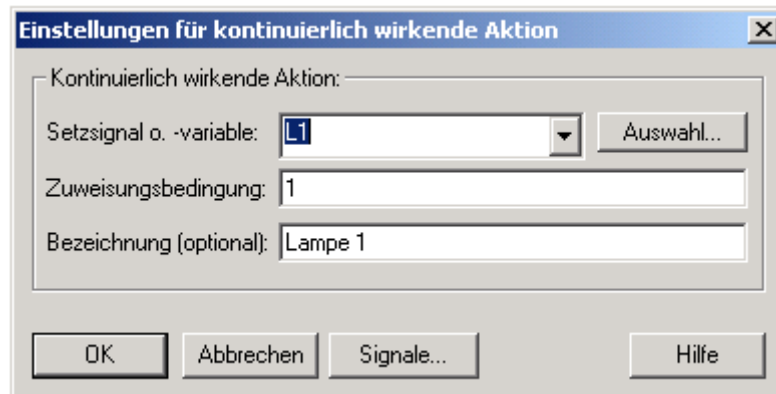 Einstellungen für kontinuierlich wirkende Aktion
Kontinuierlich wirkende Aktion:
Setzsignal o. -variable: L1 Auswahl...
Zuweisungsbedingung: 1
Bezeichnung (optional): Lampe 1
OK Abbrechen Signale... Hilfe